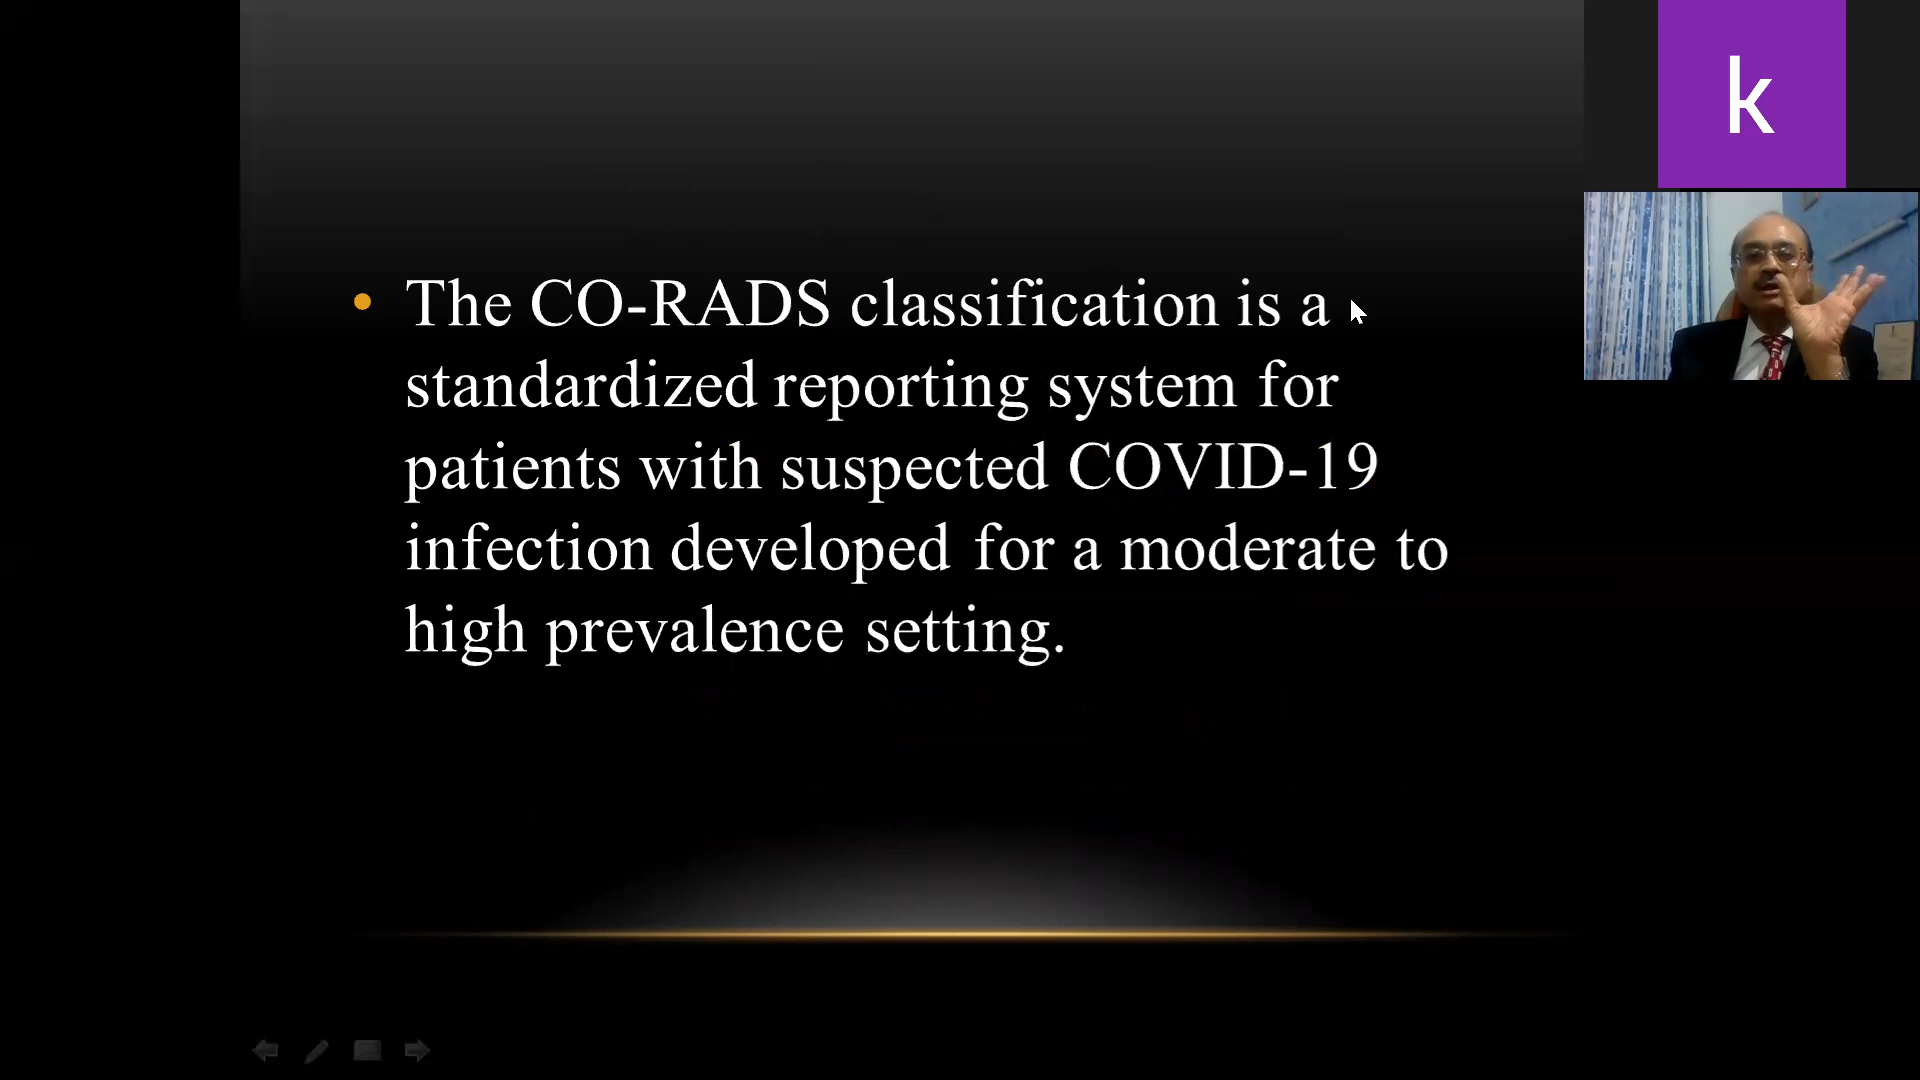 k
• The CO-RADS classification is a
standardized reporting system for
patients with suspected COVID-19
infection developed for a moderate to
high prevalence setting.